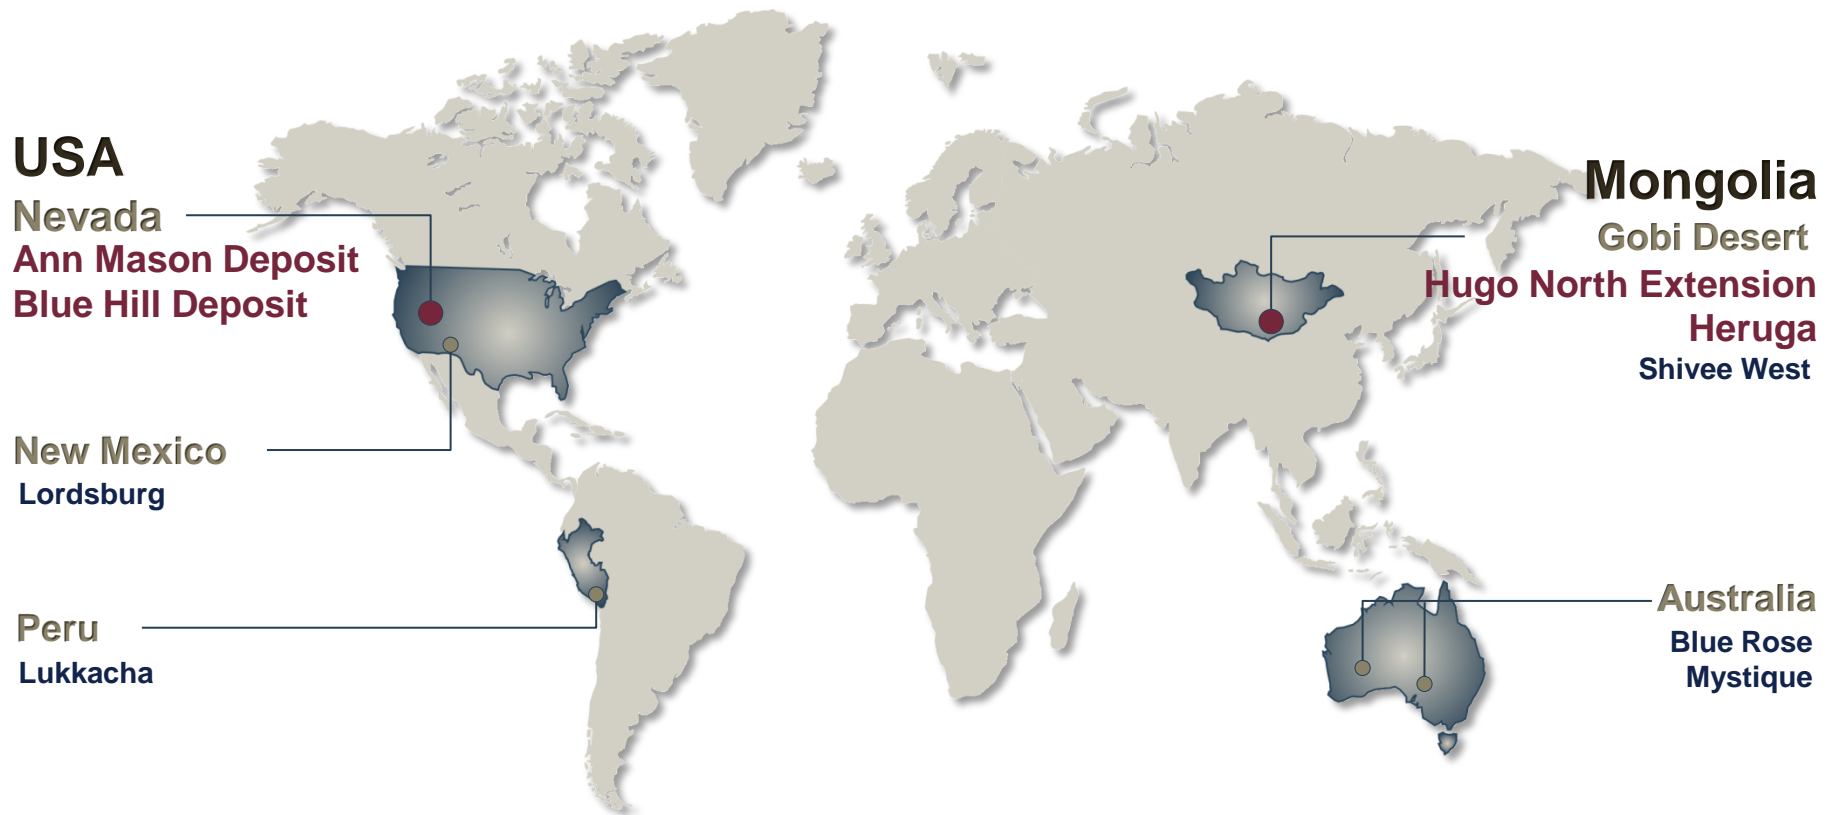 USA
Nevada
Ann Mason Deposit
Blue Hill Deposit
New Mexico
Lordsburg
Peru
Lukkacha
Mongolia
Gobi Desert
Hugo North Extension
Heruga
Shivee West
Australia
Blue Rose
Mystique